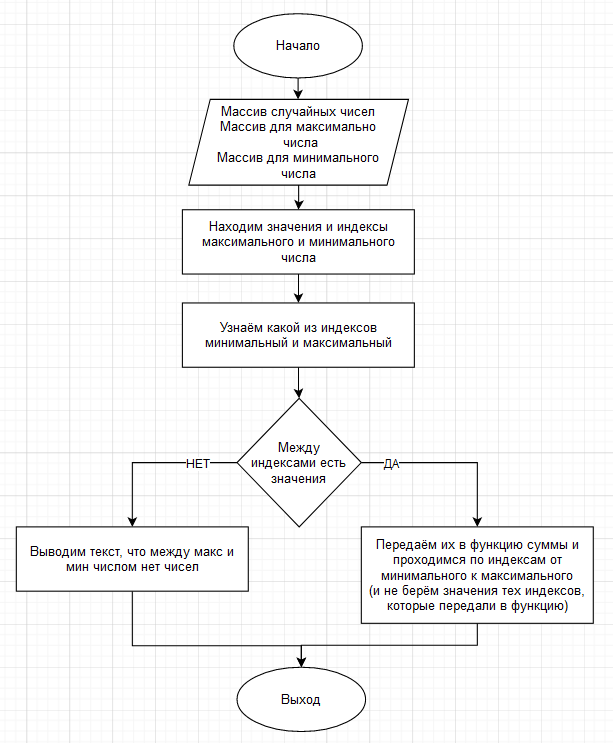 Начало
Массив случайных чисел
Массив для максимально
числа
Массив для минимального
числа
Находим значения и индексы
максимального и минимального
числа
Узнаём какой из индексов
минимальный и максимальный
Между
индексами есть
значения
НЕТ
ДА
Выводим текст, что между макс и
мин числом нет чисел
Передаём их в функцию суммы и
проходимся по индексам от
минимального к максимального
(и не берём значения тех индексов,
которые передали в функцию)
Выход